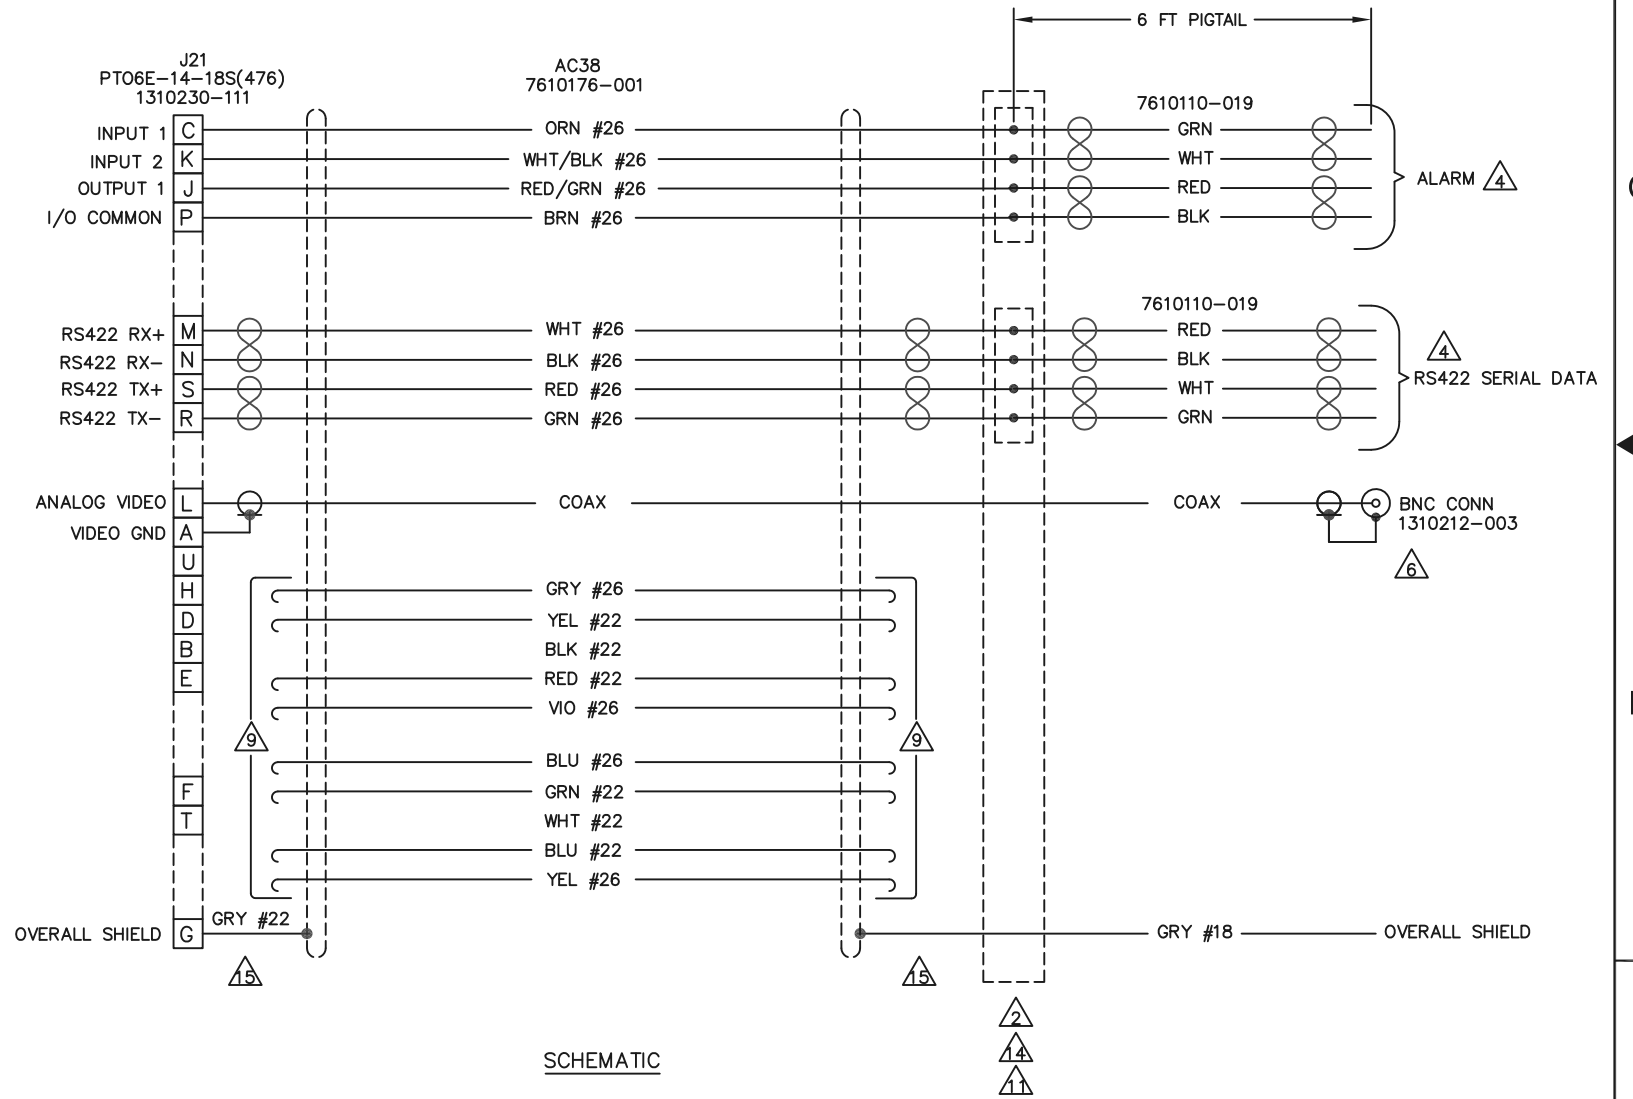 6 FT PIGTAIL
J21
PT06E-14-18S(476)
1310230-111
AC38
7610176-001
7610110-019
INPUT 1 C ORN #26 GRN
INPUT 2 K WHT/BLK #26 WHT
OUTPUT 1 J RED/GRN #26 RED
I/O COMMON P BRN #26 BLK
ALARM 4
7610110-019
RS422 RX+ M WHT #26 RED
RS422 RX- N BLK #26 BLK
RS422 TX+ S RED #26 WHT
RS422 TX- R GRN #26 GRN
4
RS422 SERIAL DATA
ANALOG VIDEO L COAX COAX
BNC CONN
1310212-003
6
VIDEO GND A
U
H GRY #26
D YEL #22
B BLK #22
E RED #22
VIO #26
9 9
BLU #26
F GRN #22
T WHT #22
BLU #22
YEL #26
OVERALL SHIELD G GRY #22 GRY #18 OVERALL SHIELD
15 15
2
14
11
SCHEMATIC